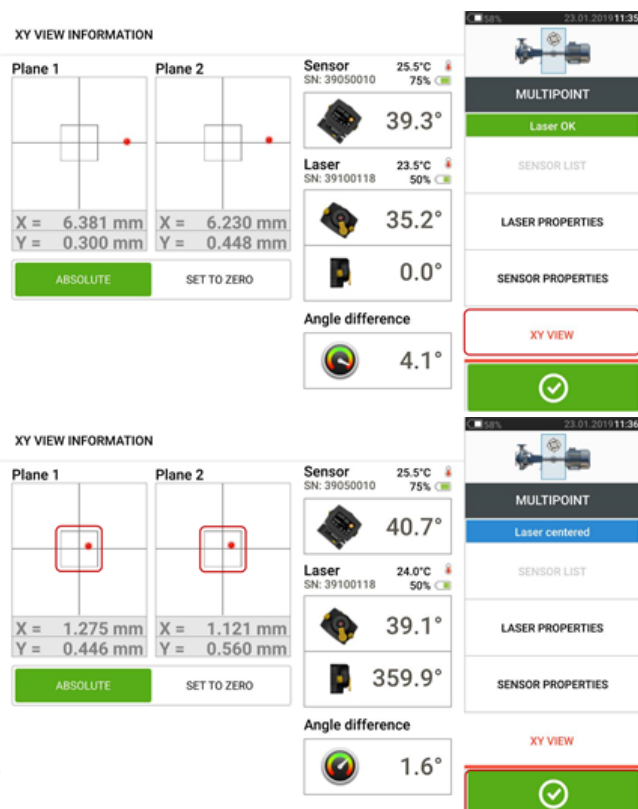 58% 23.01.2019 11:35
XY VIEW INFORMATION
Plane 1 Plane 2
X = 6.381 mm X = 6.230 mm
Y = 0.300 mm Y = 0.448 mm
ABSOLUTE SET TO ZERO
Sensor 25.5°C
SN: 39050010 75%
39.3°
Laser 23.5°C
SN: 39100118 50%
35.2°
0.0°
Angle difference
4.1°
MULTIPOINT
Laser OK
SENSOR LIST
LASER PROPERTIES
SENSOR PROPERTIES
XY VIEW
58% 23.01.2019 11:36
XY VIEW INFORMATION
Plane 1 Plane 2
X = 1.275 mm X = 1.121 mm
Y = 0.446 mm Y = 0.560 mm
ABSOLUTE SET TO ZERO
Sensor 25.5°C
SN: 39050010 75%
40.7°
Laser 24.0°C
SN: 39100118 50%
39.1°
359.9°
Angle difference
1.6°
MULTIPOINT
Laser centered
SENSOR LIST
LASER PROPERTIES
SENSOR PROPERTIES
XY VIEW